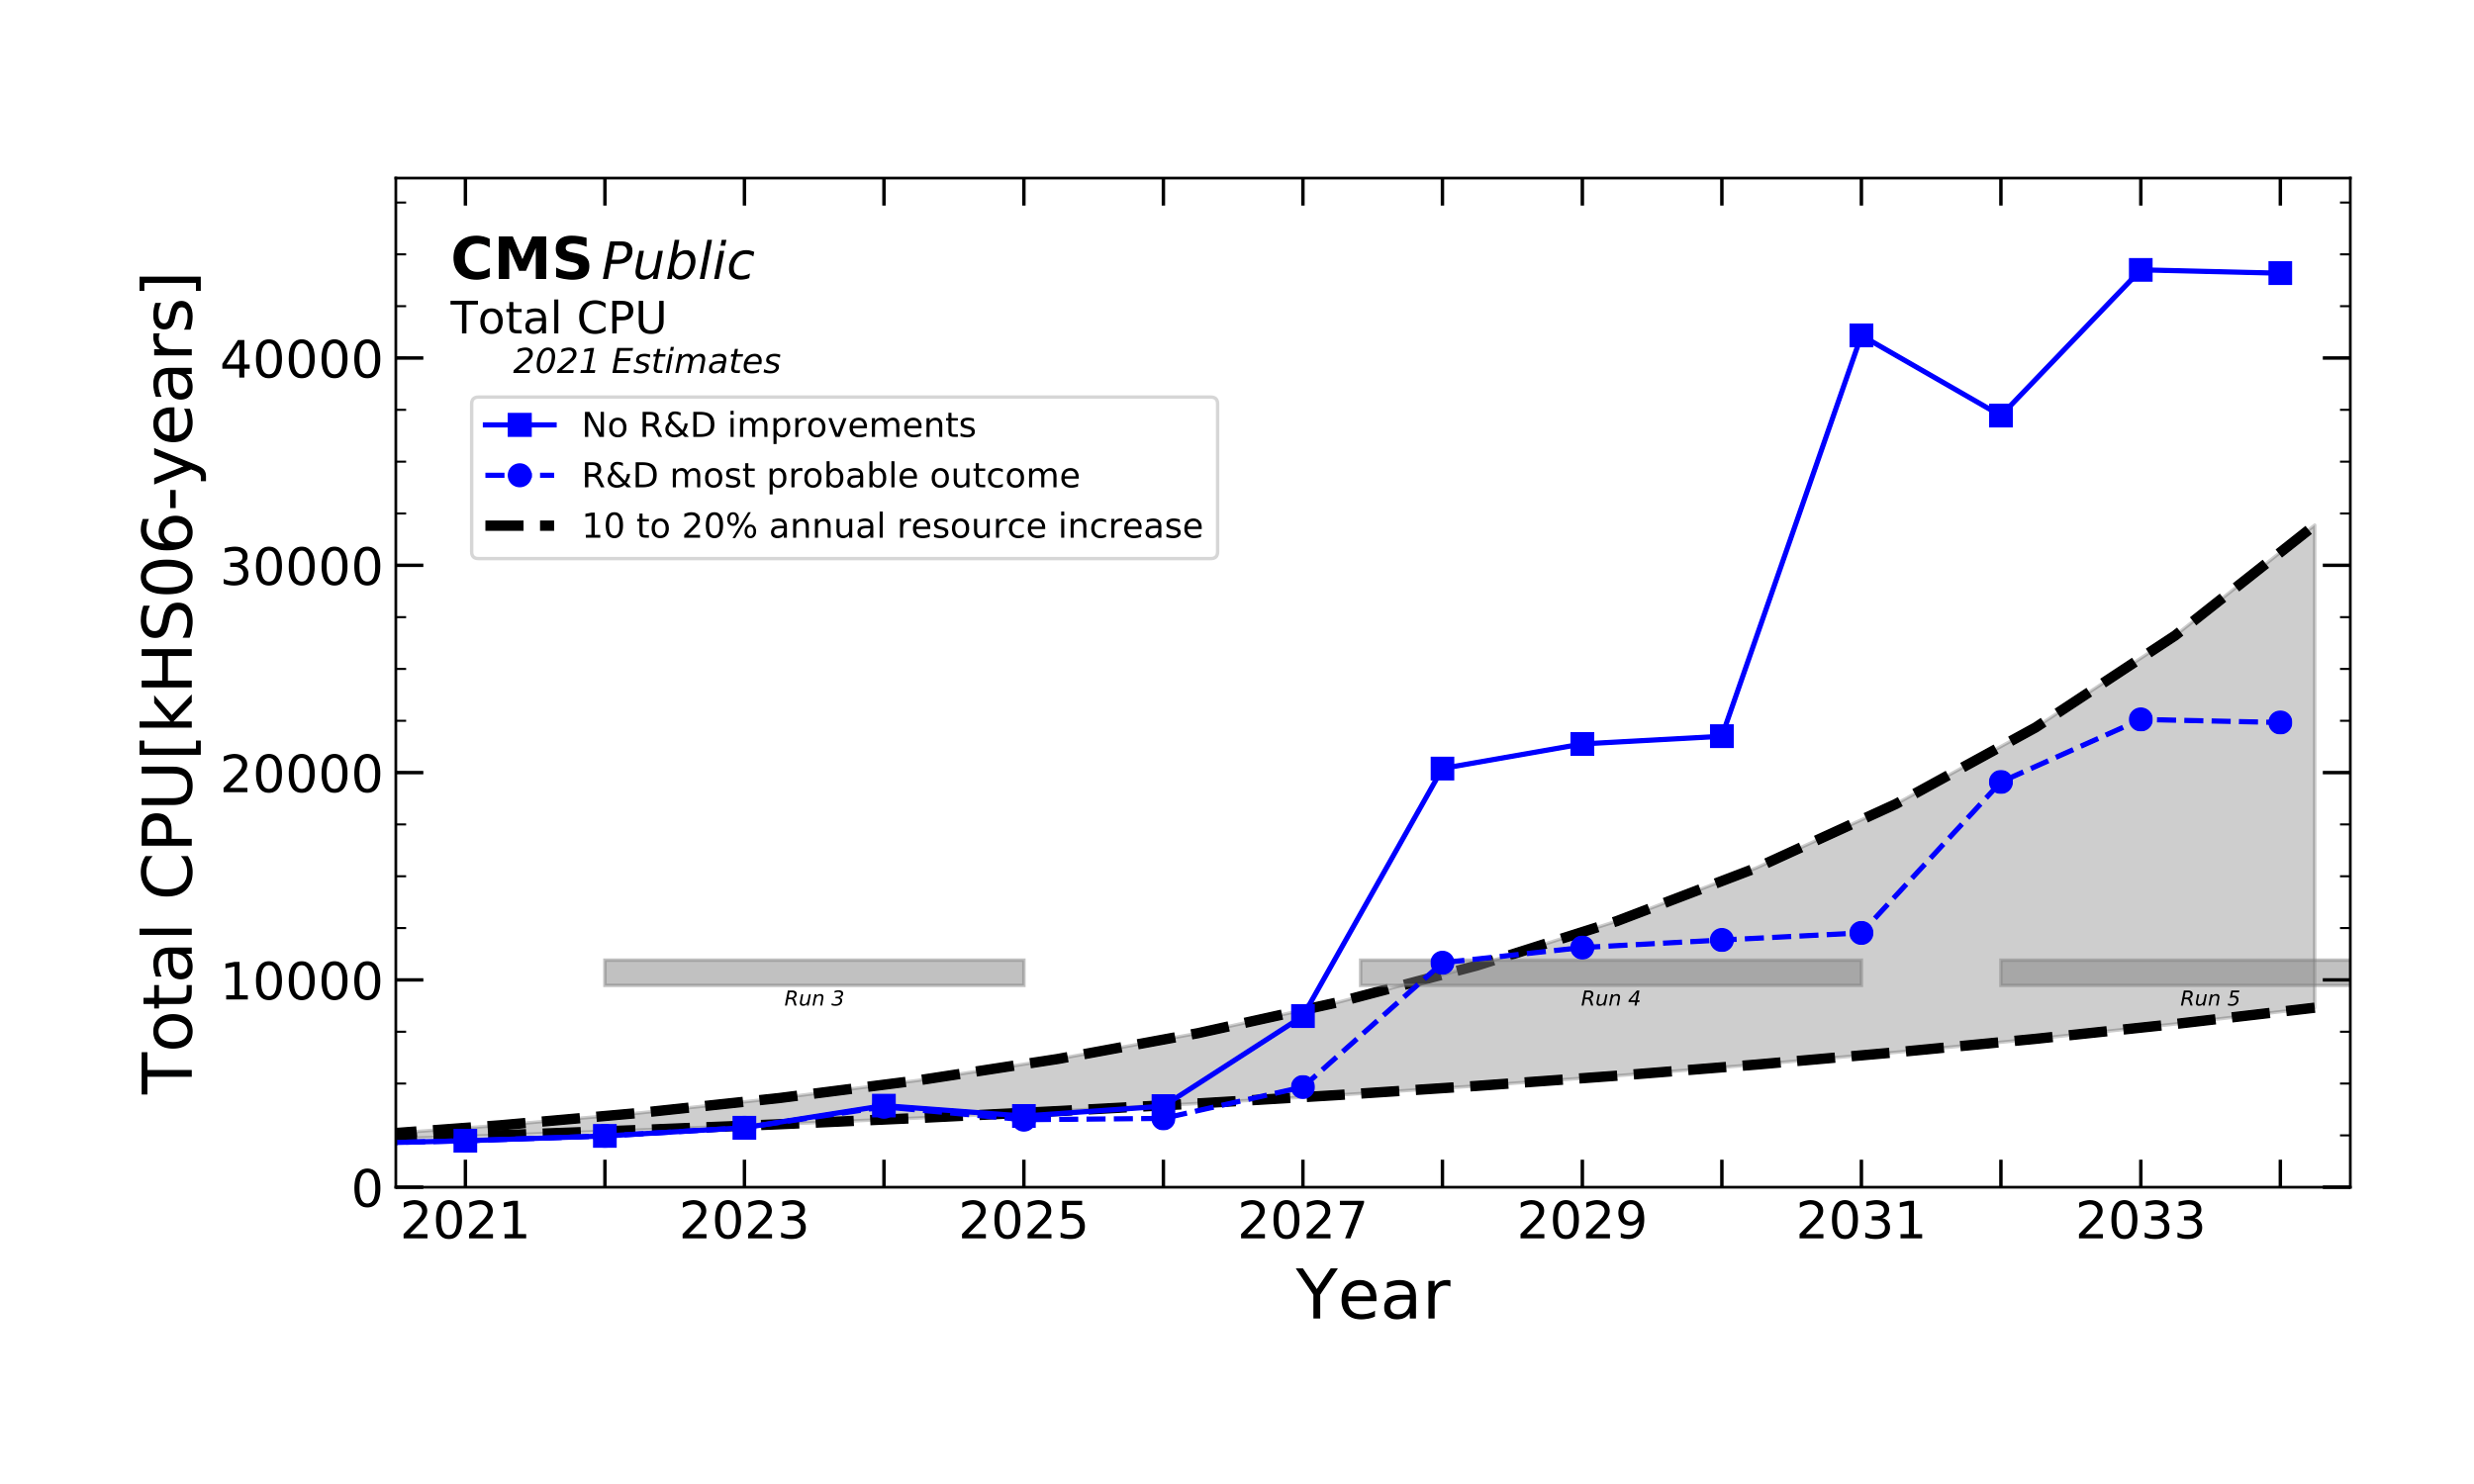 CMS Public
Total CPU
2021 Estimates
No R&D improvements
R&D most probable outcome
10 to 20% annual resource increase
Total CPU[kHS06-years]
40000
30000
20000
10000
0
Run 3
Run 4
Run 5
2021 2023 2025 2027 2029 2031 2033
Year